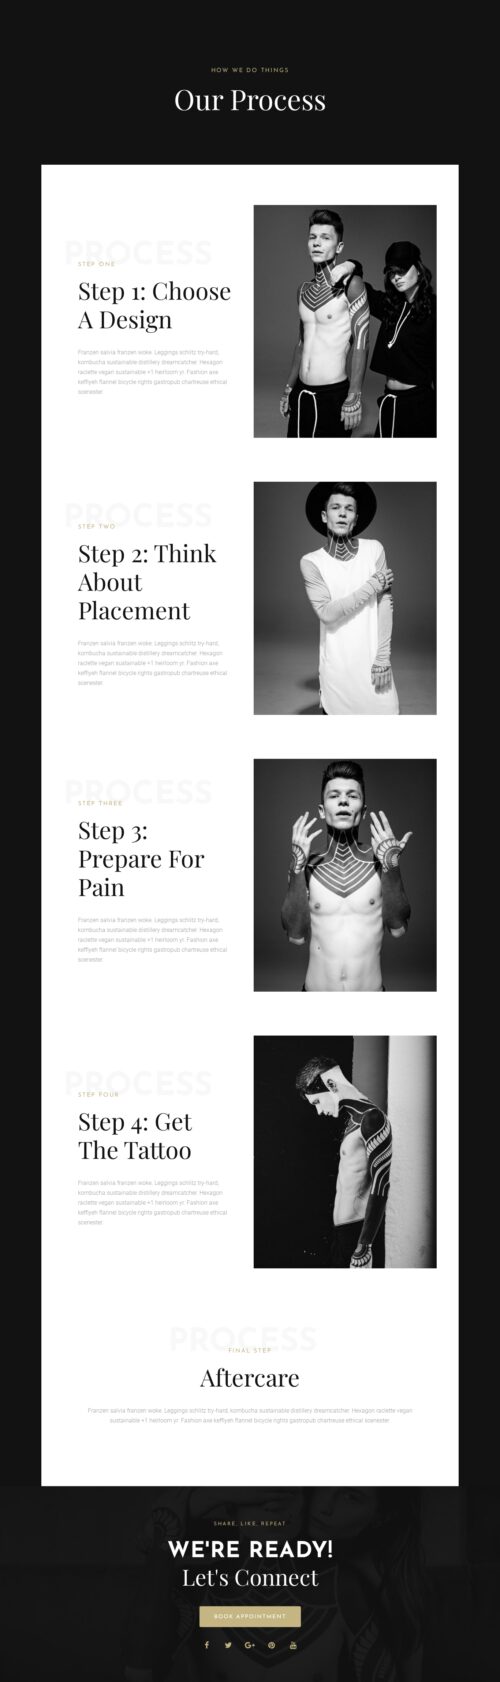 HOW WE DO THINGS
Our Process
PROCESS
STEP ONE
Step 1: Choose
A Design
Franzen salvia franzen woke. Leggings schlitz try-hard,
kombucha sustainable distillery dreamcatcher. Hexagon
raclette vegan sustainable +1 heirloom yr. Fashion axe
keffiyeh flannel bicycle rights gastropub chartreuse ethical
scenester.
PROCESS
STEP TWO
Step 2: Think
About
Placement
Franzen salvia franzen woke. Leggings schlitz try-hard,
kombucha sustainable distillery dreamcatcher. Hexagon
raclette vegan sustainable +1 heirloom yr. Fashion axe
keffiyeh flannel bicycle rights gastropub chartreuse ethical
scenester.
PROCESS
STEP THREE
Step 3:
Prepare For
Pain
Franzen salvia franzen woke. Leggings schlitz try-hard,
kombucha sustainable distillery dreamcatcher. Hexagon
raclette vegan sustainable +1 heirloom yr. Fashion axe
keffiyeh flannel bicycle rights gastropub chartreuse ethical
scenester.
PROCESS
STEP FOUR
Step 4: Get
The Tattoo
Franzen salvia franzen woke. Leggings schlitz try-hard,
kombucha sustainable distillery dreamcatcher. Hexagon
raclette vegan sustainable +1 heirloom yr. Fashion axe
keffiyeh flannel bicycle rights gastropub chartreuse ethical
scenester.
PROCESS
FINAL STEP
Aftercare
Franzen salvia franzen woke. Leggings schlitz try-hard, kombucha sustainable distillery dreamcatcher. Hexagon raclette vegan
sustainable +1 heirloom yr. Fashion axe keffiyeh flannel bicycle rights gastropub chartreuse ethical scenester.
SHARE, LIKE, REPEAT
WE'RE READY!
Let's Connect
BOOK APPOINTMENT